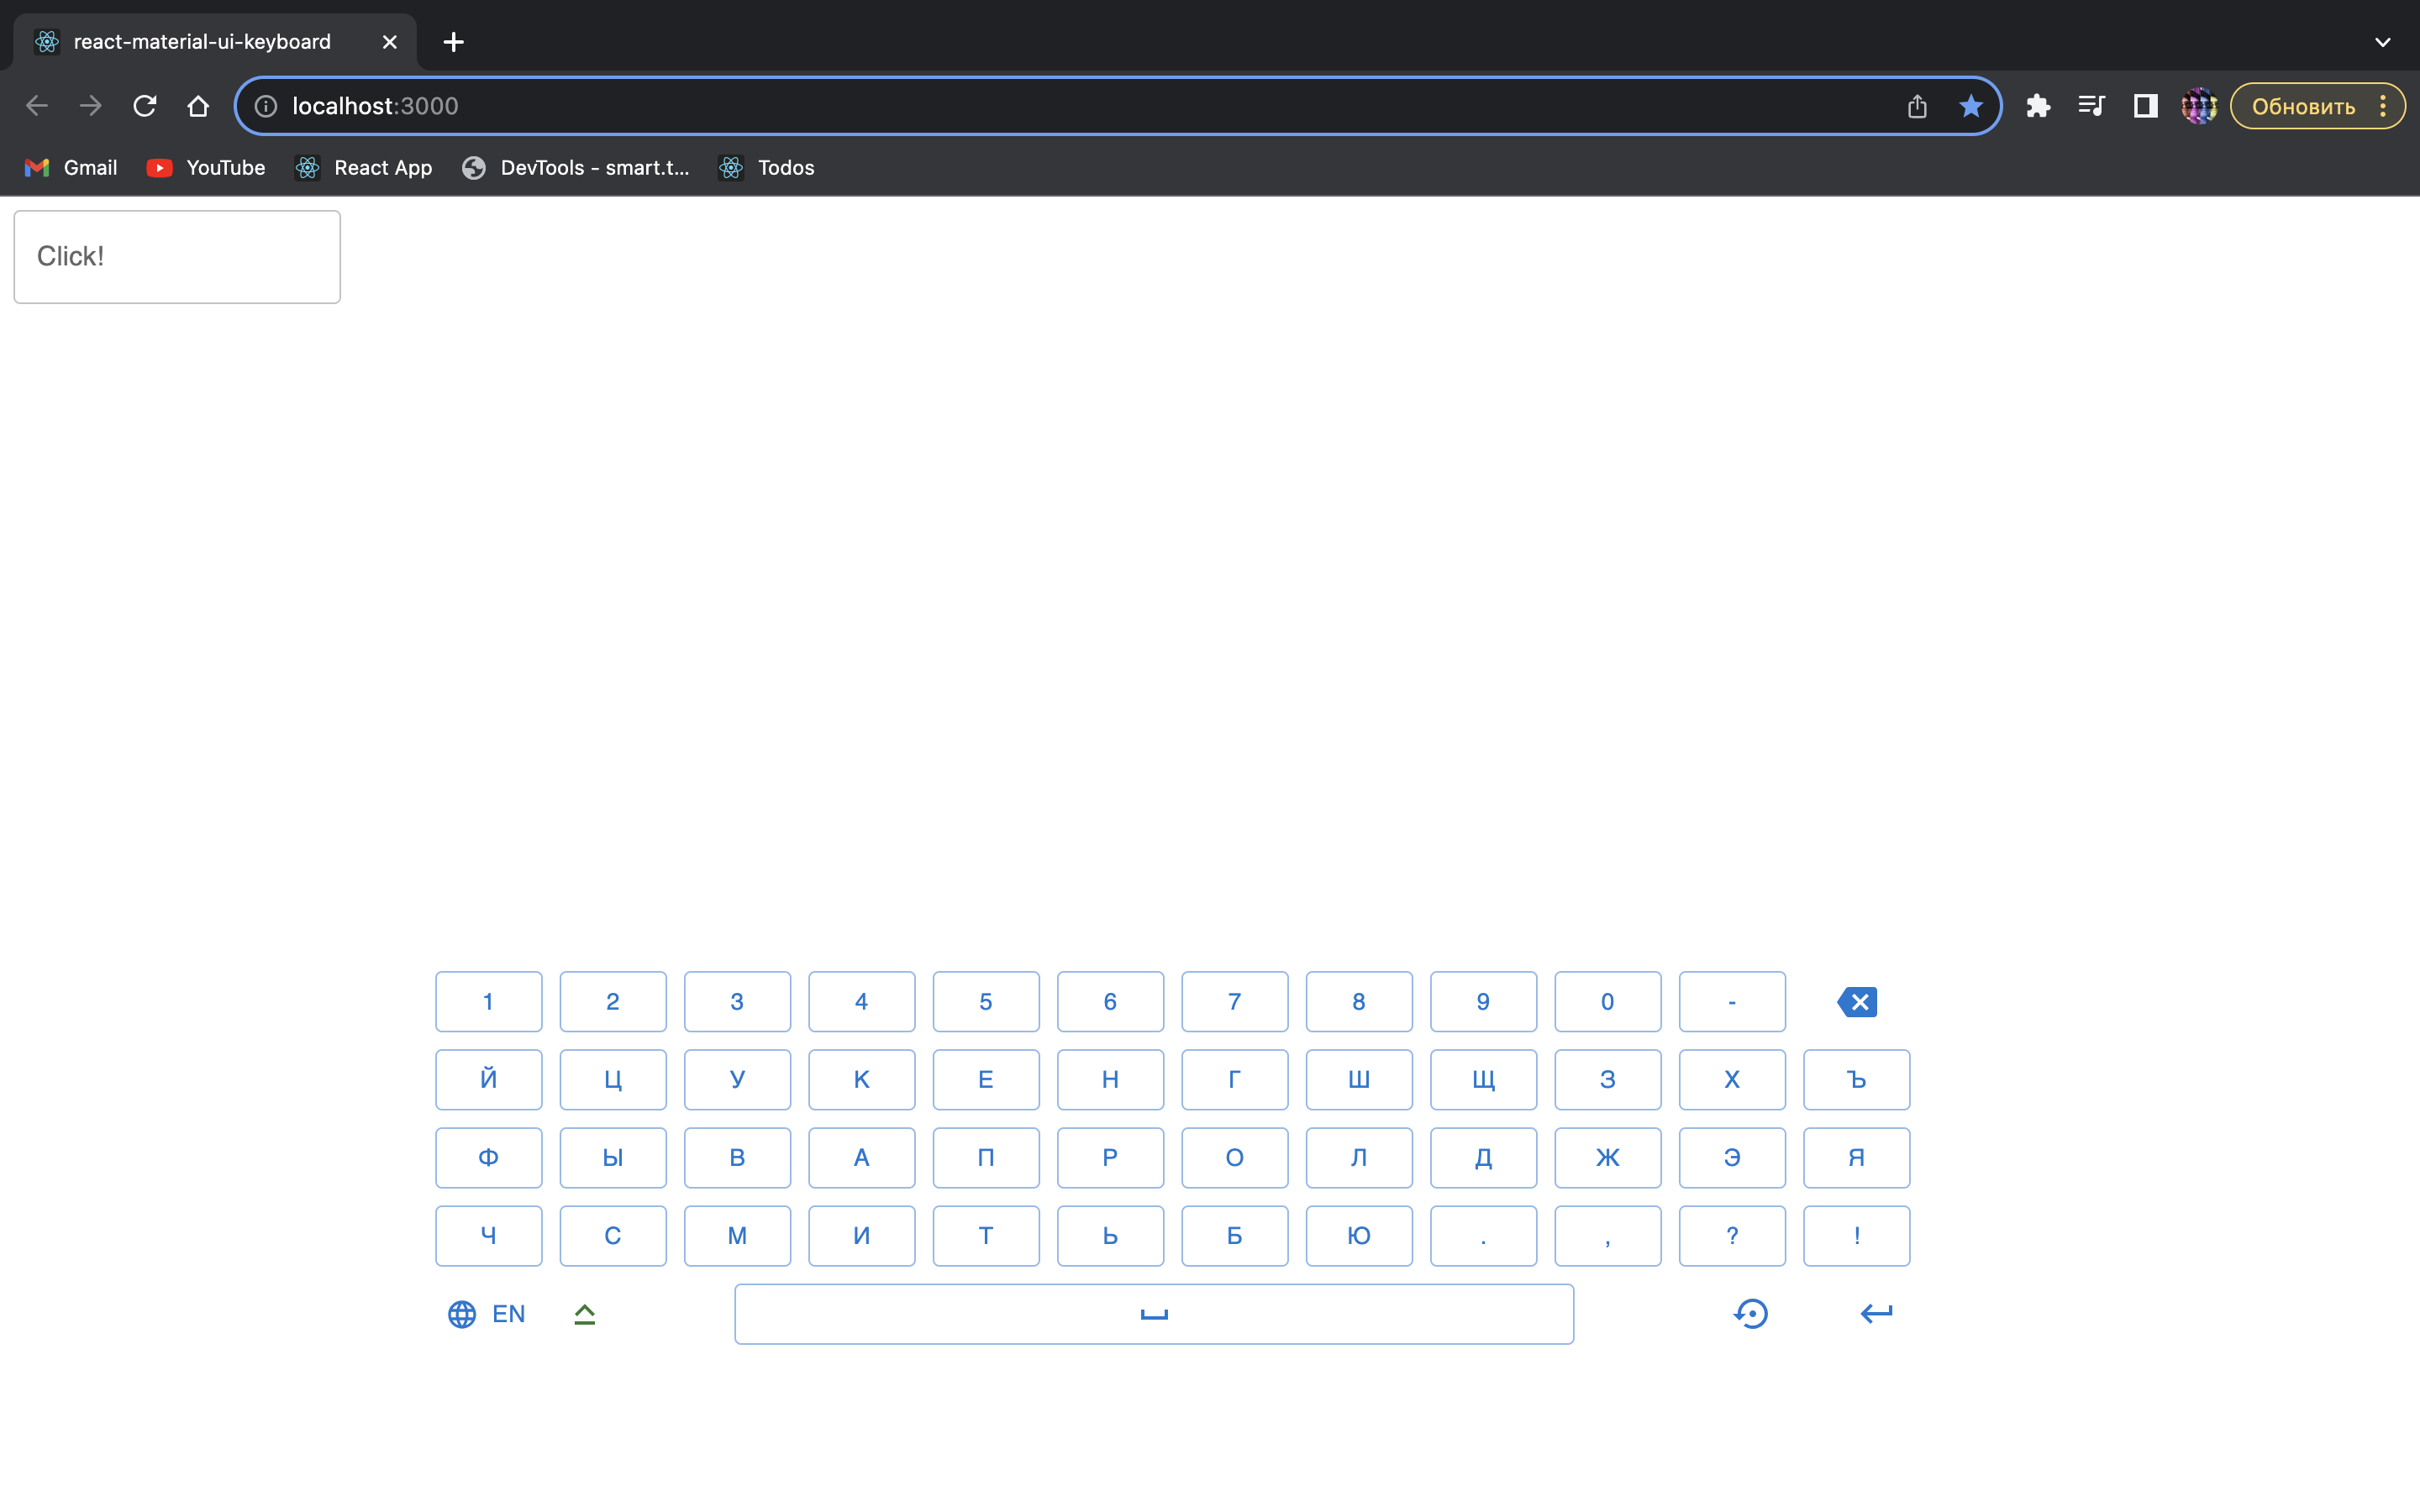 react-material-ui-keyboard
localhost:3000
Обновить
Gmail YouTube React App DevTools - smart.t... Todos
Click!
1 2 3 4 5 6 7 8 9 0 -
Й Ц У К Е Н Г Ш Щ З Х Ъ
Ф Ы В А П Р О Л Д Ж Э Я
Ч С М И Т Ь Б Ю . , ? !
EN